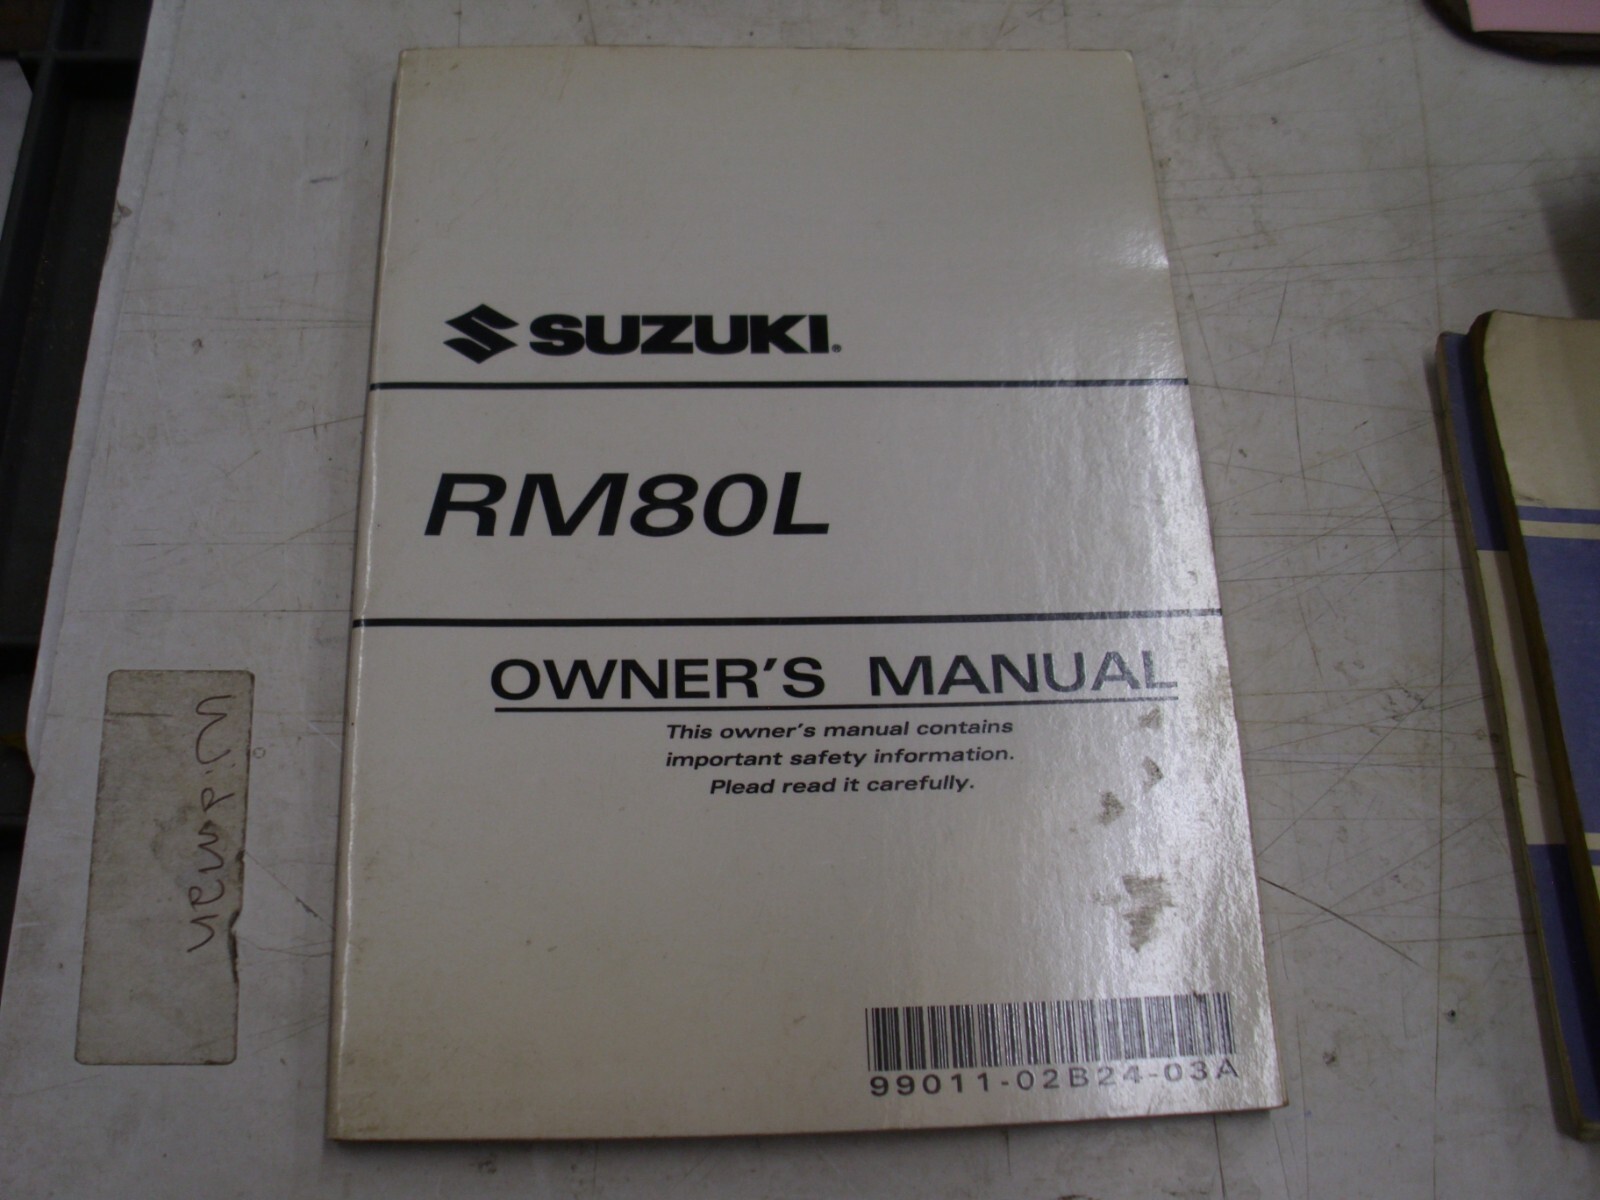 SUZUKI®
RM80L
OWNER'S MANUAL
This owner's manual contains
important safety information.
Plead read it carefully.
99011-02B24-03A